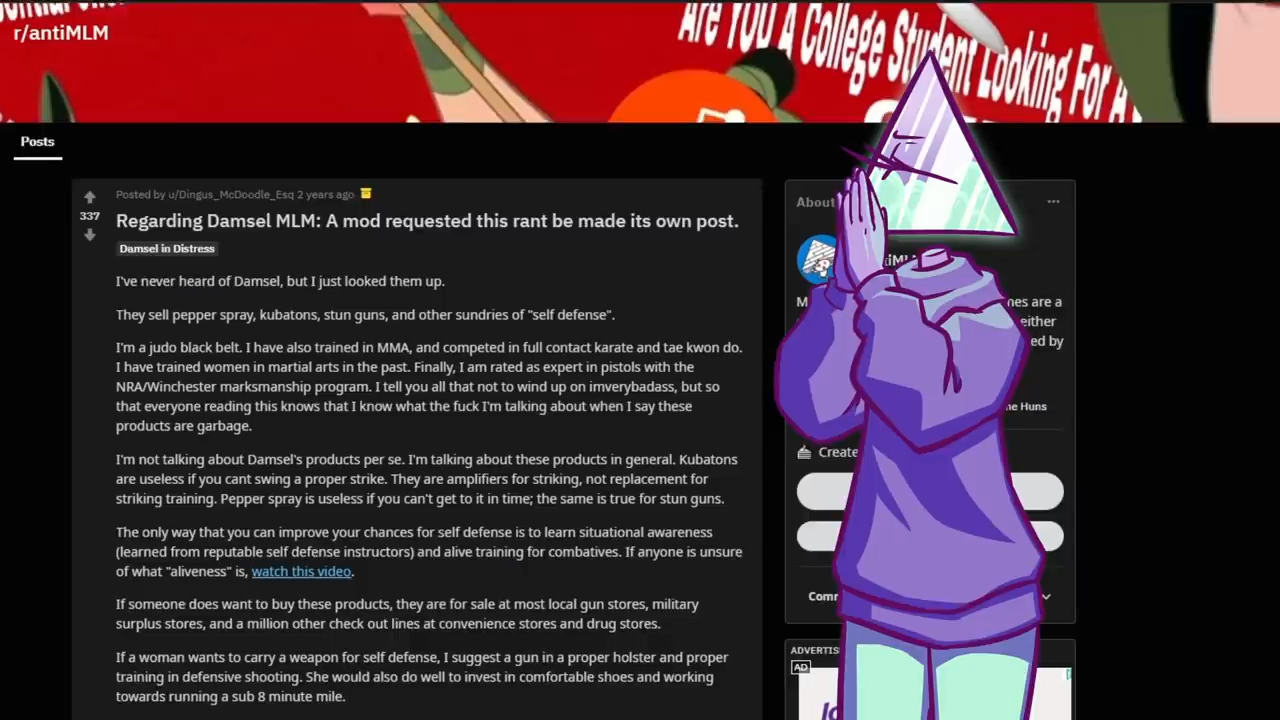 r/antiMLM
Are YOU A College Student Looking For A
Posts
Posted by u/Dingus_McDoodle_Esq 2 years ago
337
Regarding Damsel MLM: A mod requested this rant be made its own post.
Damsel in Distress
I've never heard of Damsel, but I just looked them up.
They sell pepper spray, kubatons, stun guns, and other sundries of "self defense".
I'm a judo black belt. I have also trained in MMA, and competed in full contact karate and tae kwon do.
I have trained women in martial arts in the past. Finally, I am rated as expert in pistols with the
NRA/Winchester marksmanship program. I tell you all that not to wind up on imverybadass, but so
that everyone reading this knows that I know what the fuck I'm talking about when I say these
products are garbage.
I'm not talking about Damsel's products per se. I'm talking about these products in general. Kubatons
are useless if you cant swing a proper strike. They are amplifiers for striking, not replacement for
striking training. Pepper spray is useless if you can't get to it in time; the same is true for stun guns.
The only way that you can improve your chances for self defense is to learn situational awareness
(learned from reputable self defense instructors) and alive training for combatives. If anyone is unsure
of what "aliveness" is, watch this video.
If someone does want to buy these products, they are for sale at most local gun stores, military
surplus stores, and a million other check out lines at convenience stores and drug stores.
If a woman wants to carry a weapon for self defense, I suggest a gun in a proper holster and proper
training in defensive shooting. She would also do well to invest in comfortable shoes and working
towards running a sub 8 minute mile.
About
are a
either
by
Huns
Create
AD